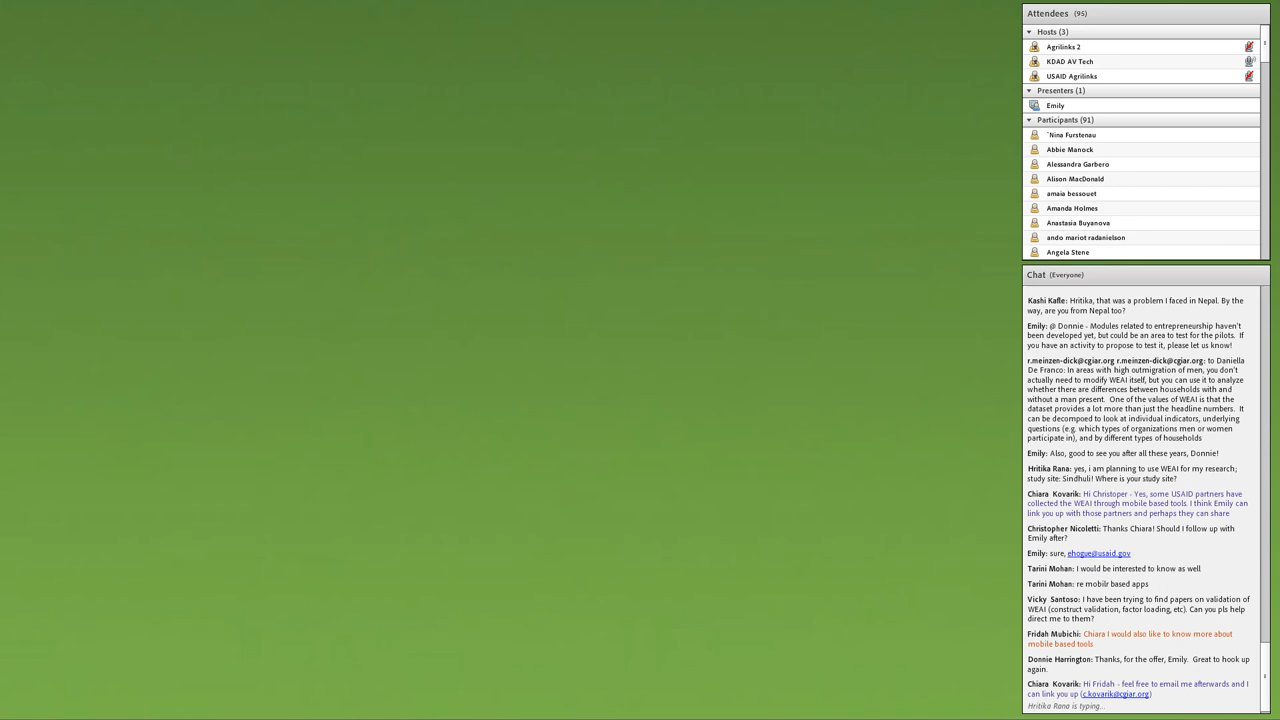 Attendees (95)
Hosts (3)
Agrilinks 2
KDAD AV Tech
USAID Agrilinks
Presenters (1)
Emily
Participants (91)
`Nina Furstenau
Abbie Manock
Alessandra Garbero
Alison MacDonald
amaia bessouet
Amanda Holmes
Anastasia Buyanova
ando mariot radanielson
Angela Stene
Chat (Everyone)
Kashi Kafle: Hritika, that was a problem I faced in Nepal. By the
way, are you from Nepal too?
Emily: @ Donnie - Modules related to entrepreneurship haven't
been developed yet, but could be an area to test for the pilots. If
you have an activity to propose to test it, please let us know!
r.meinzen-dick@cgiar.org r.meinzen-dick@cgiar.org: to Daniella
De Franco: In areas with high outmigration of men, you don't
actually need to modify WEAI itself, but you can use it to analyze
whether there are differences between households with and
without a man present. One of the values of WEAI is that the
dataset provides a lot more than just the headline numbers. It
can be decompoed to look at individual indicators, underlying
questions (e.g. which types of organizations men or women
participate in), and by different types of households
Emily: Also, good to see you after all these years, Donnie!
Hritika Rana: yes, i am planning to use WEAI for my research;
study site: Sindhuli! Where is your study site?
Chiara Kovarik: Hi Christoper - Yes, some USAID partners have
collected the WEAI through mobile based tools. I think Emily can
link you up with those partners and perhaps they can share
Christopher Nicoletti: Thanks Chiara! Should I follow up with
Emily after?
Emily: sure, ehogue@usaid.gov
Tarini Mohan: I would be interested to know as well
Tarini Mohan: re mobilr based apps
Vicky Santoso: I have been trying to find papers on validation of
WEAI (construct validation, factor loading, etc). Can you pls help
direct me to them?
Fridah Mubichi: Chiara I would also like to know more about
mobile based tools
Donnie Harrington: Thanks, for the offer, Emily. Great to hook up
again.
Chiara Kovarik: Hi Fridah - feel free to email me afterwards and I
can link you up (c.kovarik@cgiar.org)
Hritika Rana is typing...